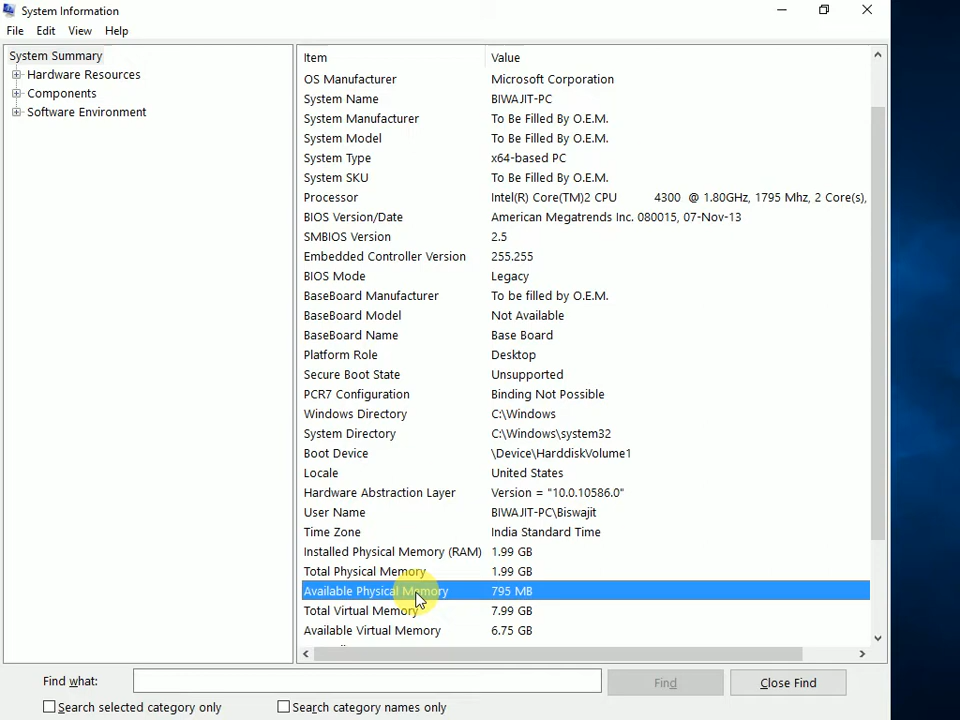 System Information
File Edit View Help
System Summary
Hardware Resources
Components
Software Environment
Item Value
OS Manufacturer Microsoft Corporation
System Name BIWAJIT-PC
System Manufacturer To Be Filled By O.E.M.
System Model To Be Filled By O.E.M.
System Type x64-based PC
System SKU To Be Filled By O.E.M.
Processor Intel(R) Core(TM)2 CPU 4300 @ 1.80GHz, 1795 Mhz, 2 Core(s),
BIOS Version/Date American Megatrends Inc. 080015, 07-Nov-13
SMBIOS Version 2.5
Embedded Controller Version 255.255
BIOS Mode Legacy
BaseBoard Manufacturer To be filled by O.E.M.
BaseBoard Model Not Available
BaseBoard Name Base Board
Platform Role Desktop
Secure Boot State Unsupported
PCR7 Configuration Binding Not Possible
Windows Directory C:\Windows
System Directory C:\Windows\system32
Boot Device \Device\HarddiskVolume1
Locale United States
Hardware Abstraction Layer Version = "10.0.10586.0"
User Name BIWAJIT-PC\Biswajit
Time Zone India Standard Time
Installed Physical Memory (RAM) 1.99 GB
Total Physical Memory 1.99 GB
Available Physical Memory 795 MB
Total Virtual Memory 7.99 GB
Available Virtual Memory 6.75 GB
Find what: Find Close Find
Search selected category only Search category names only